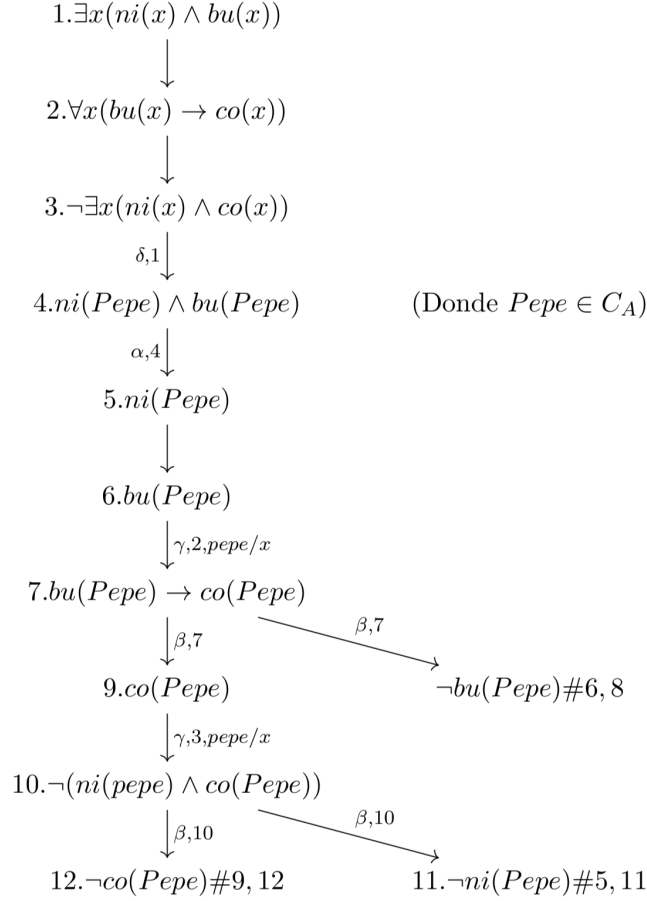 1.∃x(ni(x) ∧ bu(x))
2.∀x(bu(x) → co(x))
3.¬∃x(ni(x) ∧ co(x))
δ,1
4.ni(Pepe) ∧ bu(Pepe) (Donde Pepe ∈ C_A)
α,4
5.ni(Pepe)
6.bu(Pepe)
γ,2,pepe/x
7.bu(Pepe) → co(Pepe)
β,7 β,7
9.co(Pepe) ¬bu(Pepe)#6, 8
γ,3,pepe/x
10.¬(ni(pepe) ∧ co(Pepe))
β,10 β,10
12.¬co(Pepe)#9, 12 11.¬ni(Pepe)#5, 11